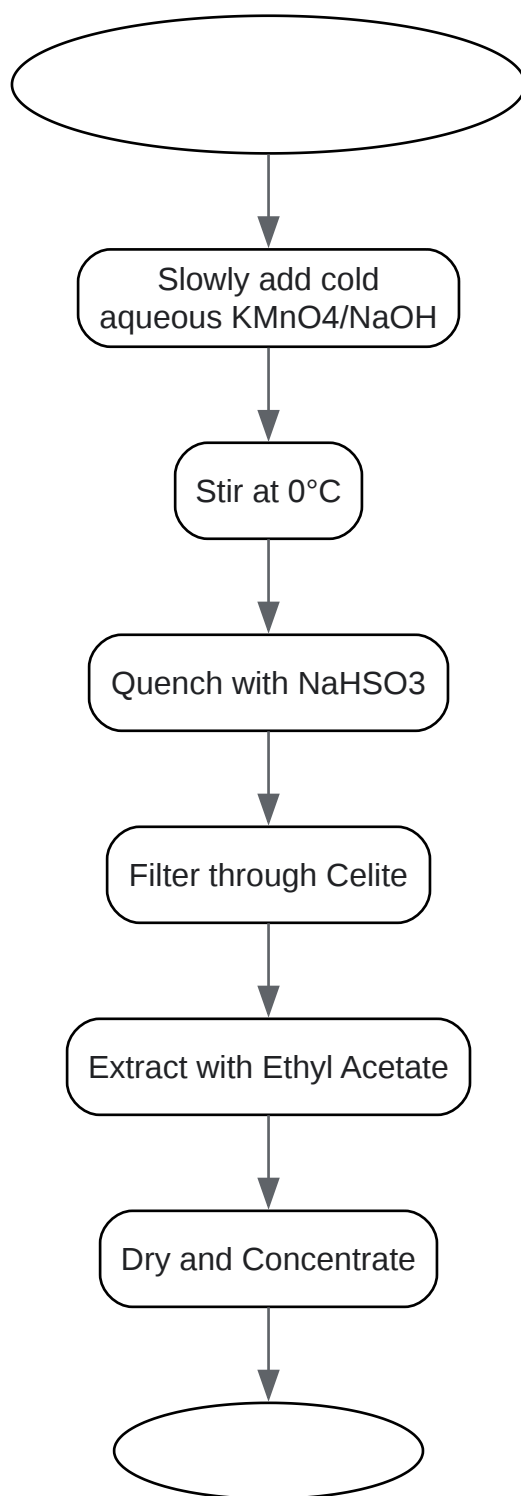 Slowly add cold
aqueous KMnO4/NaOH
Stir at 0°C
Quench with NaHSO3
Filter through Celite
Extract with Ethyl Acetate
Dry and Concentrate